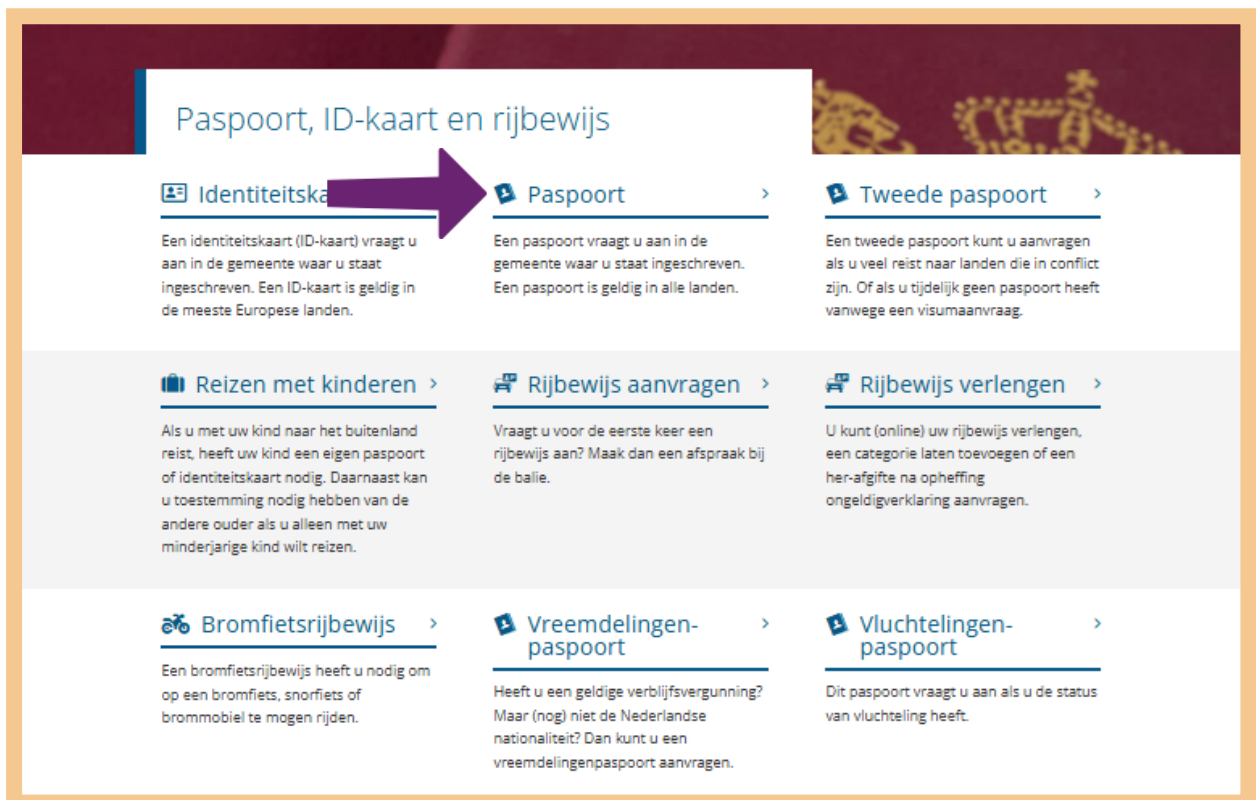 Paspoort, ID-kaart en rijbewijs
Identiteitska
Een identiteitskaart (ID-kaart) vraagt u
aan in de gemeente waar u staat
ingeschreven. Een ID-kaart is geldig in
de meeste Europese landen.
Paspoort
Een paspoort vraagt u aan in de
gemeente waar u staat ingeschreven.
Een paspoort is geldig in alle landen.
Tweede paspoort
Een tweede paspoort kunt u aanvragen
als u veel reist naar landen die in conflict
zijn. Of als u tijdelijk geen paspoort heeft
vanwege een visumaanvraag.
Reizen met kinderen
Als u met uw kind naar het buitenland
reist, heeft uw kind een eigen paspoort
of identiteitskaart nodig. Daarnaast kan
u toestemming nodig hebben van de
andere ouder als u alleen met uw
minderjarige kind wilt reizen.
Rijbewijs aanvragen
Vraagt u voor de eerste keer een
rijbewijs aan? Maak dan een afspraak bij
de balie.
Rijbewijs verlengen
U kunt (online) uw rijbewijs verlengen,
een categorie laten toevoegen of een
her-afgifte na opheffing
ongeldigverklaring aanvragen.
Bromfietsrijbewijs
Een bromfietsrijbewijs heeft u nodig om
op een bromfiets, snorfiets of
brommobiel te mogen rijden.
Vreemdelingen-
paspoort
Heeft u een geldige verblijfsvergunning?
Maar (nog) niet de Nederlandse
nationaliteit? Dan kunt u een
vreemdelingenpaspoort aanvragen.
Vluchtelingen-
paspoort
Dit paspoort vraagt u aan als u de status
van vluchteling heeft.